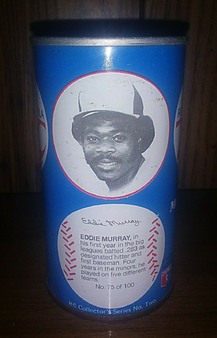 Eddie Murray
EDDIE MURRAY, in
his first year in the big
leagues batted .283 as
designated hitter and
first baseman. Four
years in the minors, he
played on five different
No. 75 of 100
RC Collector's Series No. Two